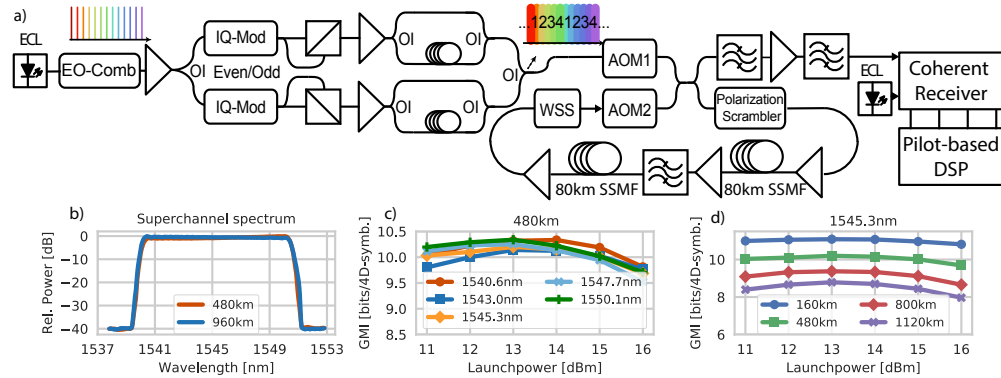 a)
ECL
EO-Comb
OI
IQ-Mod
Even/Odd
IQ-Mod
OI
OI
OI
OI
...12341234...
OI
AOM1
WSS
AOM2
Polarization
Scrambler
80km SSMF
80km SSMF
ECL
Coherent
Receiver
Pilot-based
DSP
b)
Superchannel spectrum
Rel. Power [dB]
0
−10
−20
−30
−40
480km
960km
1537
1541
1545
1549
1553
Wavelength [nm]
c)
480km
GMI [bits/4D-symb.]
10.5
10.0
9.5
9.0
8.5
1540.6nm
1543.0nm
1545.3nm
1547.7nm
1550.1nm
11 12 13 14 15 16
Launchpower [dBm]
d)
1545.3nm
GMI [bits/4D-symb.]
11
10
9
8
7
6
160km
480km
800km
1120km
11 12 13 14 15 16
Launchpower [dBm]